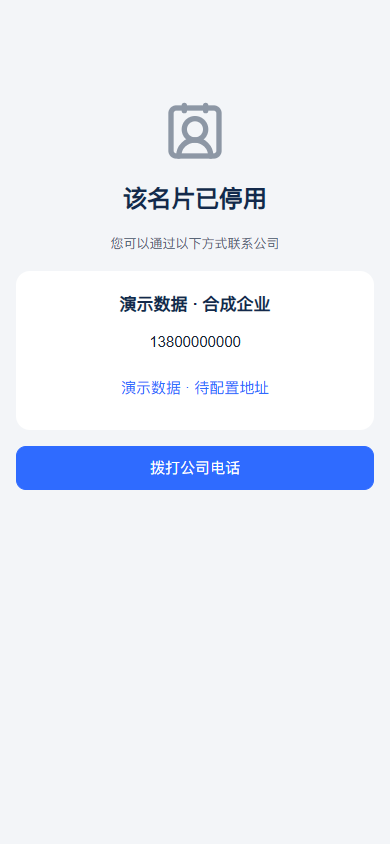 该名片已停用
您可以通过以下方式联系公司
演示数据 · 合成企业
13800000000
演示数据 · 待配置地址
拨打公司电话